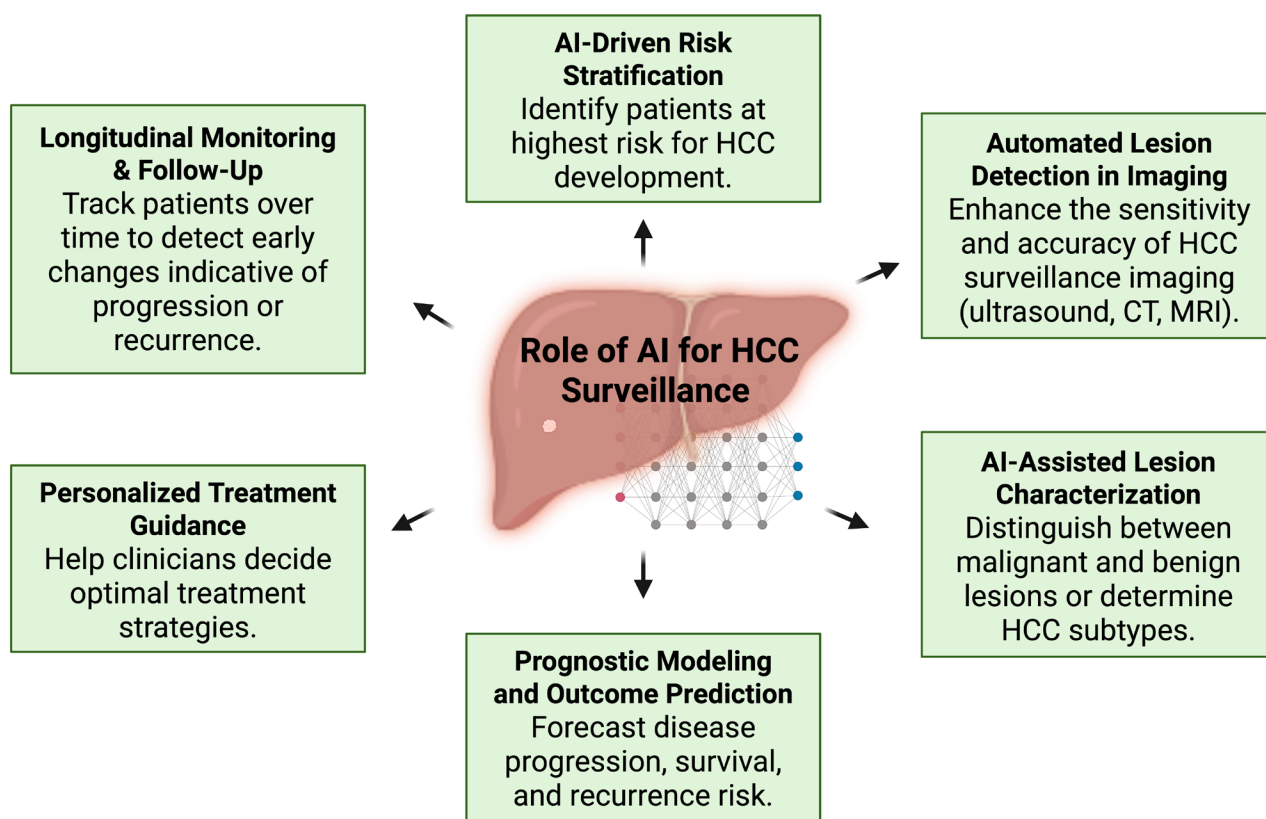 AI-Driven Risk
Stratification
Identify patients at
highest risk for HCC
development.
Longitudinal Monitoring
& Follow-Up
Track patients over
time to detect early
changes indicative of
progression or
recurrence.
Automated Lesion
Detection in Imaging
Enhance the sensitivity
and accuracy of HCC
surveillance imaging
(ultrasound, CT, MRI).
Role of AI for HCC
Surveillance
Personalized Treatment
Guidance
Help clinicians decide
optimal treatment
strategies.
AI-Assisted Lesion
Characterization
Distinguish between
malignant and benign
lesions or determine
HCC subtypes.
Prognostic Modeling
and Outcome Prediction
Forecast disease
progression, survival,
and recurrence risk.